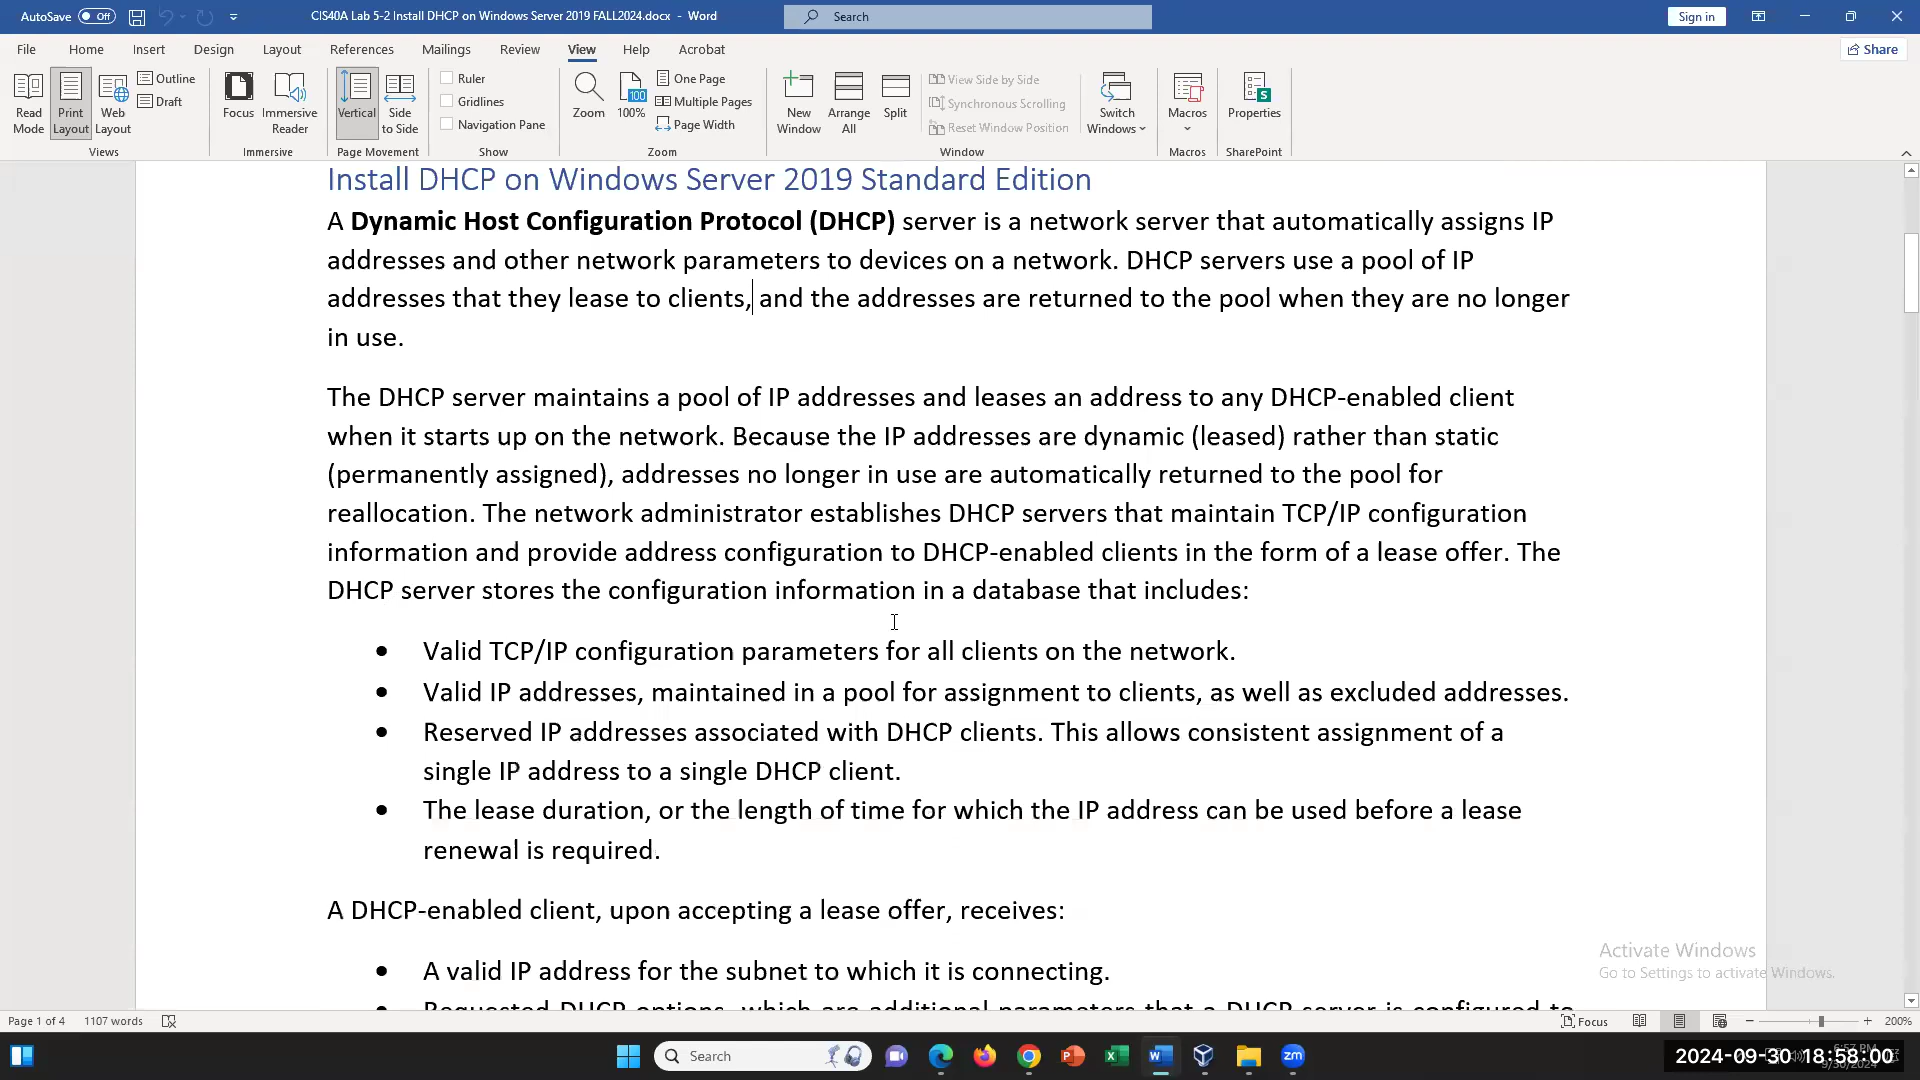 AutoSave Off CIS40A Lab 5-2 Install DHCP on Windows Server 2019 FALL2024.docx - Word Search Sign in
File Home Insert Design Layout References Mailings Review View Help Acrobat Share
Read Mode
Print Layout
Web Layout
Outline
Draft
Views
Focus
Immersive Reader
Immersive
Vertical
Side to Side
Page Movement
Ruler
Gridlines
Navigation Pane
Show
Zoom
100
100%
One Page
Multiple Pages
Page Width
Zoom
New Window
Arrange All
Split
View Side by Side
Synchronous Scrolling
Reset Window Position
Window
Switch Windows
Macros
Macros
Properties
SharePoint
Install DHCP on Windows Server 2019 Standard Edition
A Dynamic Host Configuration Protocol (DHCP) server is a network server that automatically assigns IP
addresses and other network parameters to devices on a network. DHCP servers use a pool of IP
addresses that they lease to clients, and the addresses are returned to the pool when they are no longer
in use.
The DHCP server maintains a pool of IP addresses and leases an address to any DHCP-enabled client
when it starts up on the network. Because the IP addresses are dynamic (leased) rather than static
(permanently assigned), addresses no longer in use are automatically returned to the pool for
reallocation. The network administrator establishes DHCP servers that maintain TCP/IP configuration
information and provide address configuration to DHCP-enabled clients in the form of a lease offer. The
DHCP server stores the configuration information in a database that includes:
• Valid TCP/IP configuration parameters for all clients on the network.
• Valid IP addresses, maintained in a pool for assignment to clients, as well as excluded addresses.
• Reserved IP addresses associated with DHCP clients. This allows consistent assignment of a
single IP address to a single DHCP client.
• The lease duration, or the length of time for which the IP address can be used before a lease
renewal is required.
A DHCP-enabled client, upon accepting a lease offer, receives:
• A valid IP address for the subnet to which it is connecting.
• Requested DHCP options, which are additional parameters that a DHCP server is configured to
Activate Windows
Go to Settings to activate Windows.
Page 1 of 4 1107 words Focus 200%
Search zm 2024-09-30 18:58:00